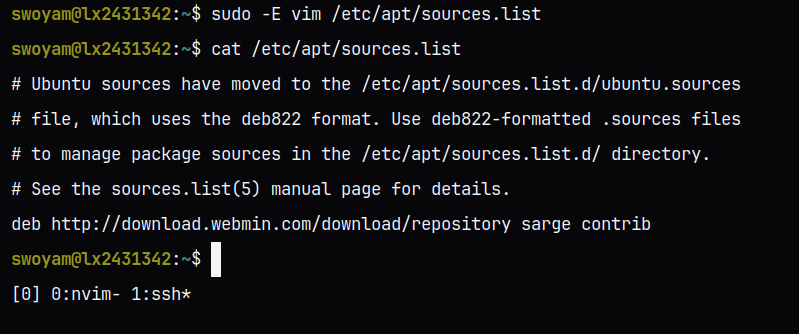 swoyam@lx2431342:~$ sudo -E vim /etc/apt/sources.list
swoyam@lx2431342:~$ cat /etc/apt/sources.list
# Ubuntu sources have moved to the /etc/apt/sources.list.d/ubuntu.sources
# file, which uses the deb822 format. Use deb822-formatted .sources files
# to manage package sources in the /etc/apt/sources.list.d/ directory.
# See the sources.list(5) manual page for details.
deb http://download.webmin.com/download/repository sarge contrib
swoyam@lx2431342:~$
[0] 0:nvim- 1:ssh*